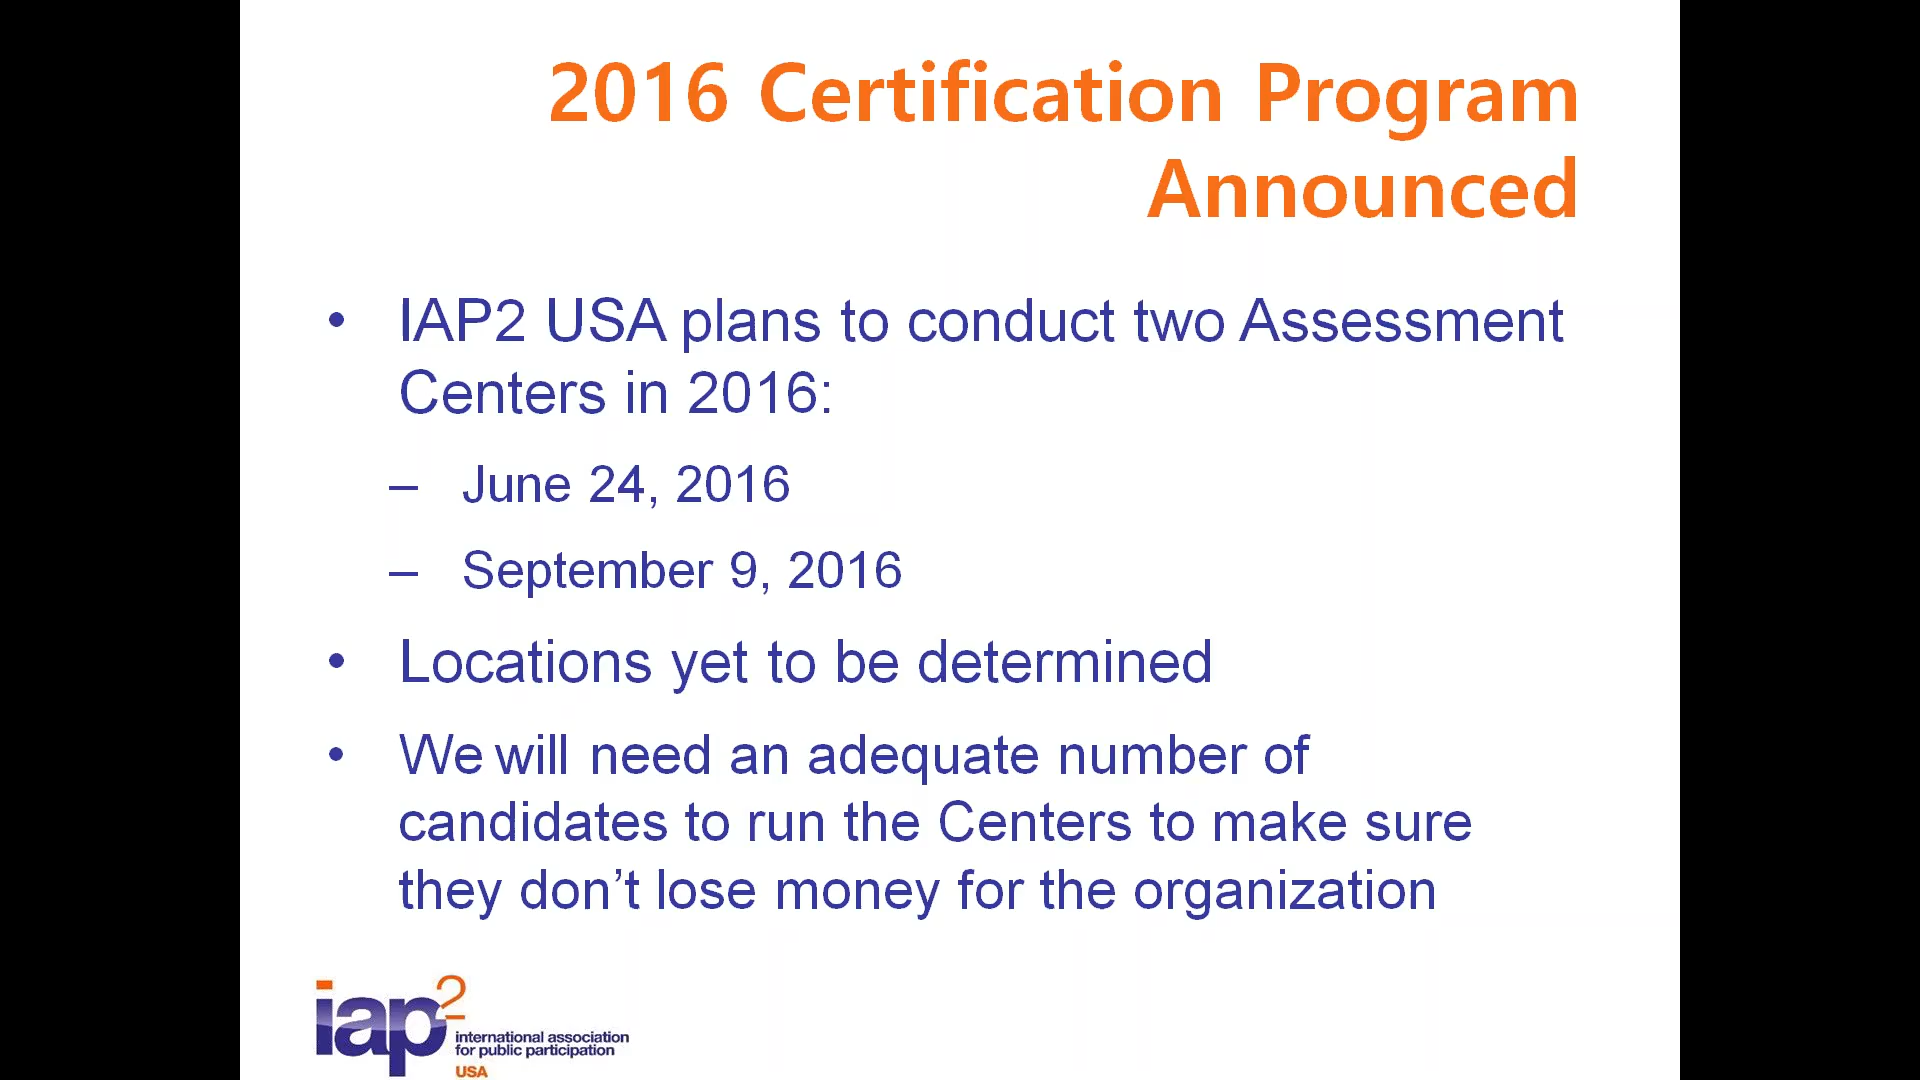 2016 Certification Program
Announced
• IAP2 USA plans to conduct two Assessment
Centers in 2016:
– June 24, 2016
– September 9, 2016
• Locations yet to be determined
• We will need an adequate number of
candidates to run the Centers to make sure
they don’t lose money for the organization
iap2
international association
for public participation
USA